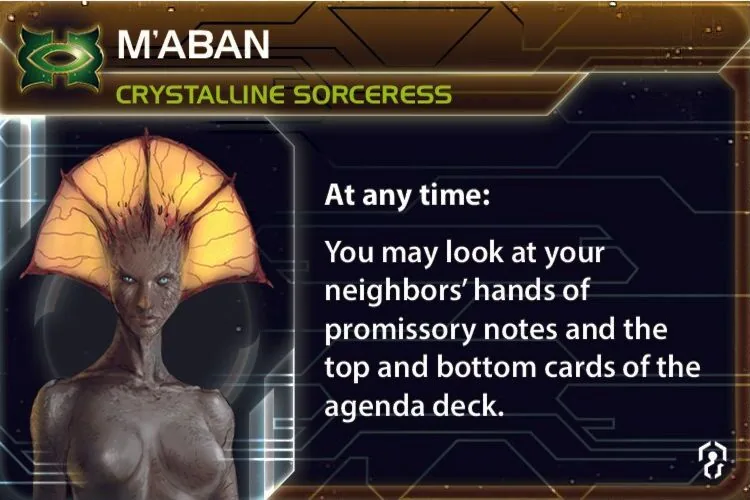 M'ABAN
CRYSTALLINE SORCERESS
At any time:
You may look at your
neighbors' hands of
promissory notes and the
top and bottom cards of the
agenda deck.